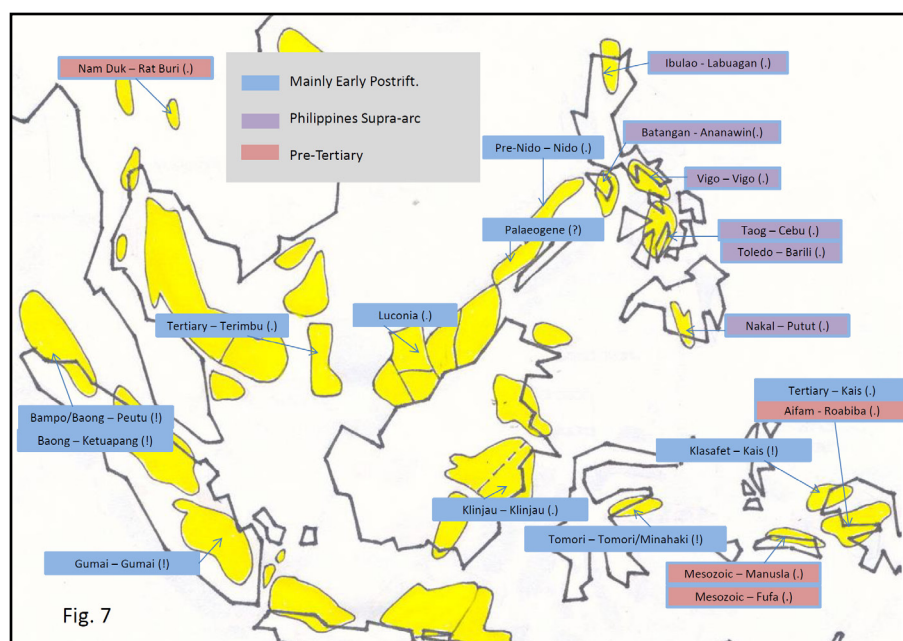 Nam Duk – Rat Buri (.)
Mainly Early Postrift.
Philippines Supra-arc
Pre-Tertiary
Ibulao - Labuagan (.)
Batangan - Ananawin(.)
Pre-Nido – Nido (.)
Vigo – Vigo (.)
Palaeogene (?)
Taog – Cebu (.)
Toledo – Barili (.)
Tertiary – Terimbu (.)
Luconia (.)
Nakal – Putut (.)
Bampo/Baong – Peutu (!)
Baong – Ketuapang (!)
Tertiary – Kais (.)
Aifam - Roabiba (.)
Klasafet – Kais (!)
Klinjau – Klinjau (.)
Tomori – Tomori/Minahaki (!)
Gumai – Gumai (!)
Mesozoic – Manusla (.)
Mesozoic – Fufa (.)
Fig. 7